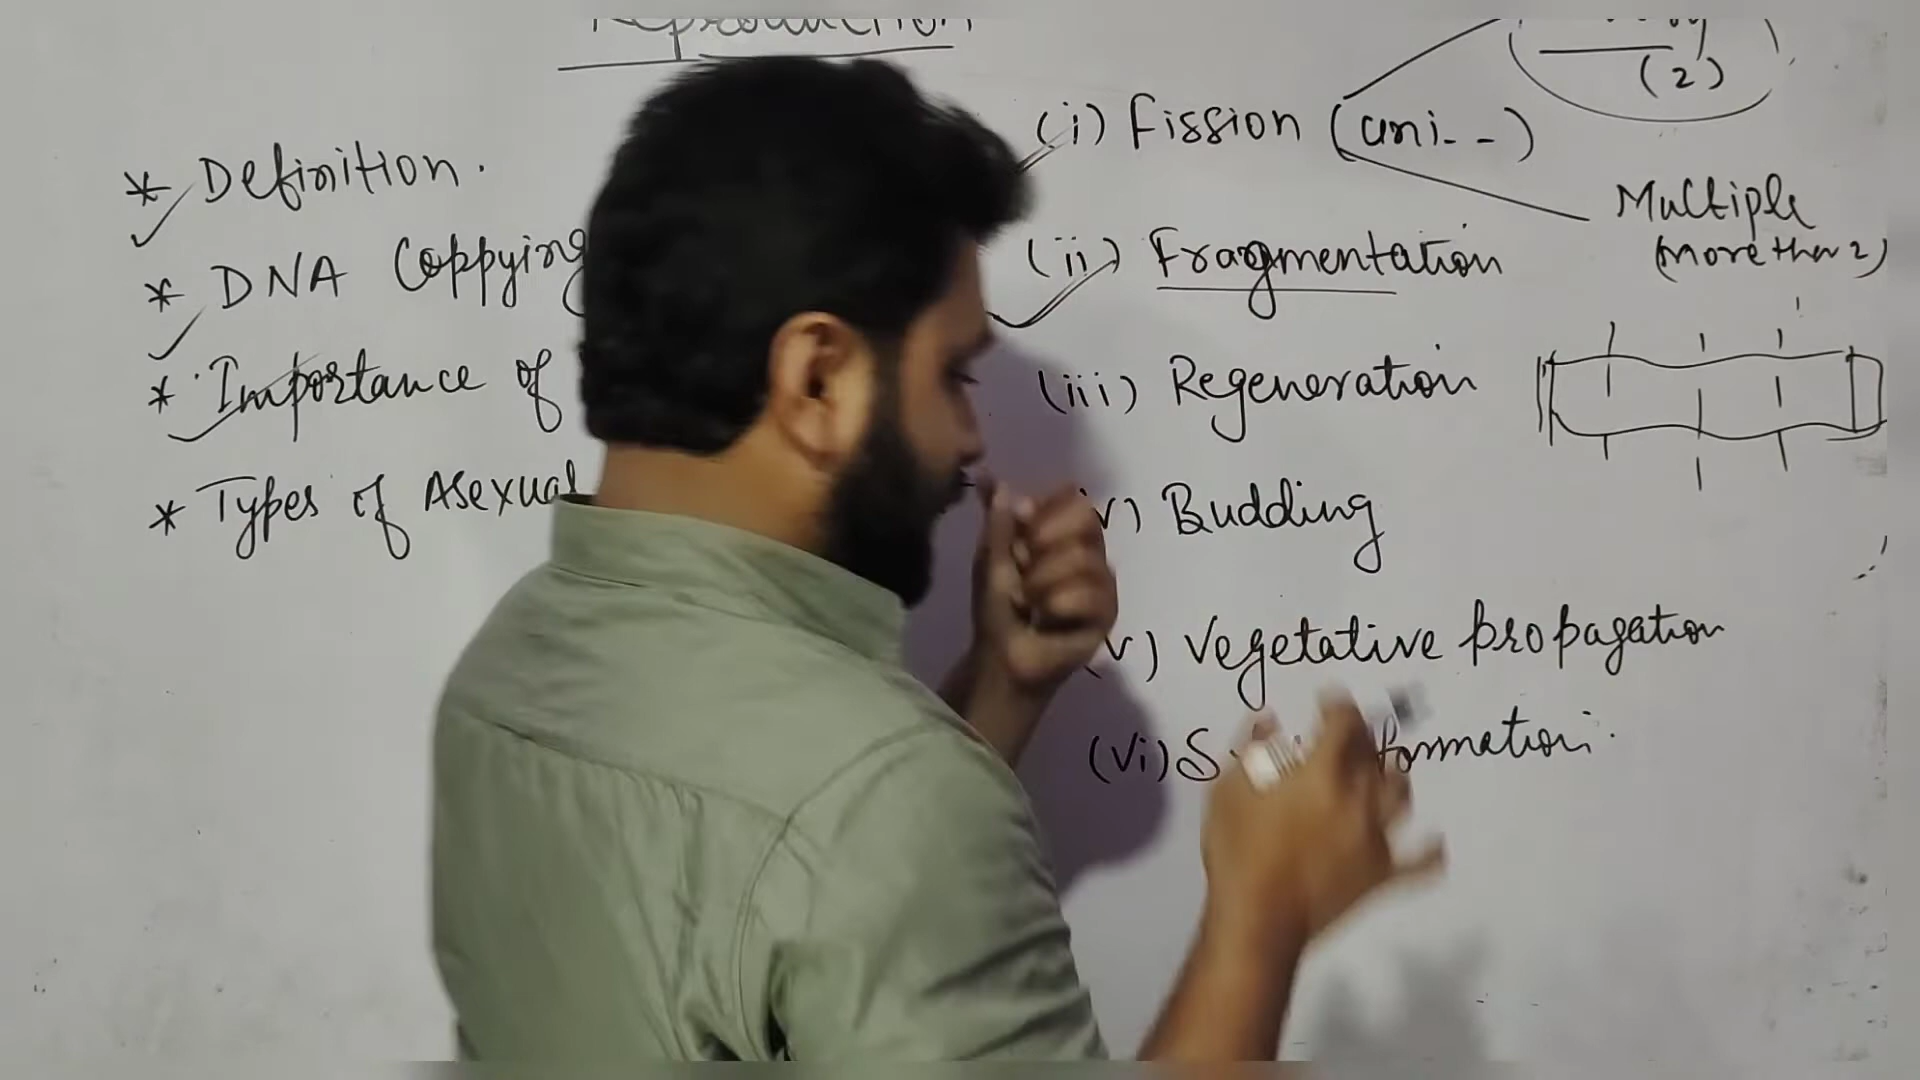 Reproduction
* Definition.
* DNA Coppying
* Importance of
* Types of Asexual
(i) Fission (uni--)
(2)
Multiple
(more than 2)
(ii) Fragmentation
(iii) Regeneration
iv) Budding
(v) Vegetative propagation
(vi) formation.